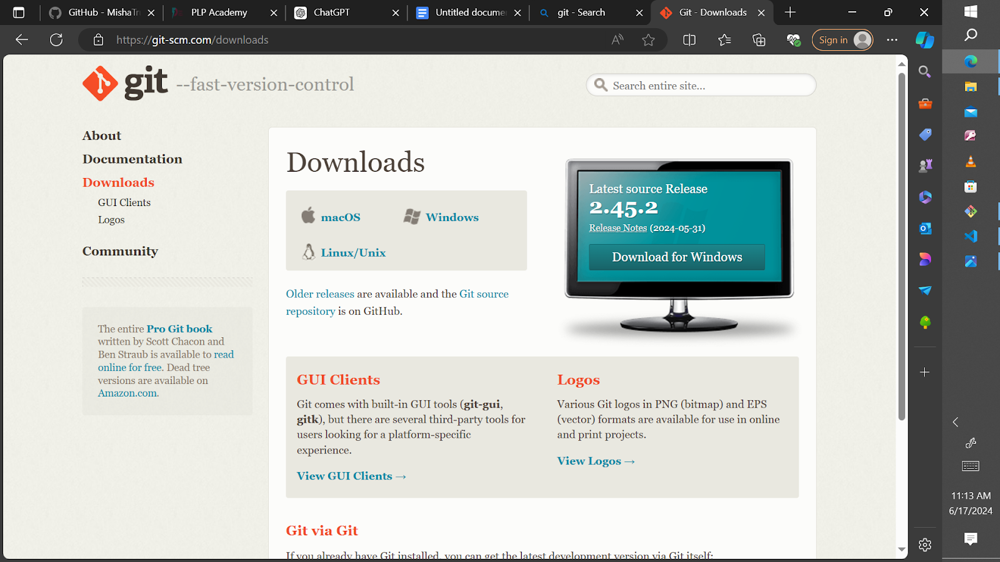 GitHub - MishaTr
PLP Academy
ChatGPT
Untitled docume
git - Search
Git - Downloads
https://git-scm.com/downloads
Sign in
git --fast-version-control
Search entire site...
About
Documentation
Downloads
GUI Clients
Logos
Community
The entire Pro Git book
written by Scott Chacon and
Ben Straub is available to read
online for free. Dead tree
versions are available on
Amazon.com.
Downloads
macOS
Windows
Linux/Unix
Older releases are available and the Git source
repository is on GitHub.
Latest source Release
2.45.2
Release Notes (2024-05-31)
Download for Windows
GUI Clients
Git comes with built-in GUI tools (git-gui,
gitk), but there are several third-party tools for
users looking for a platform-specific
experience.
View GUI Clients →
Logos
Various Git logos in PNG (bitmap) and EPS
(vector) formats are available for use in online
and print projects.
View Logos →
Git via Git
If you already have Git installed, you can get the latest development version via Git itself:
11:13 AM
6/17/2024